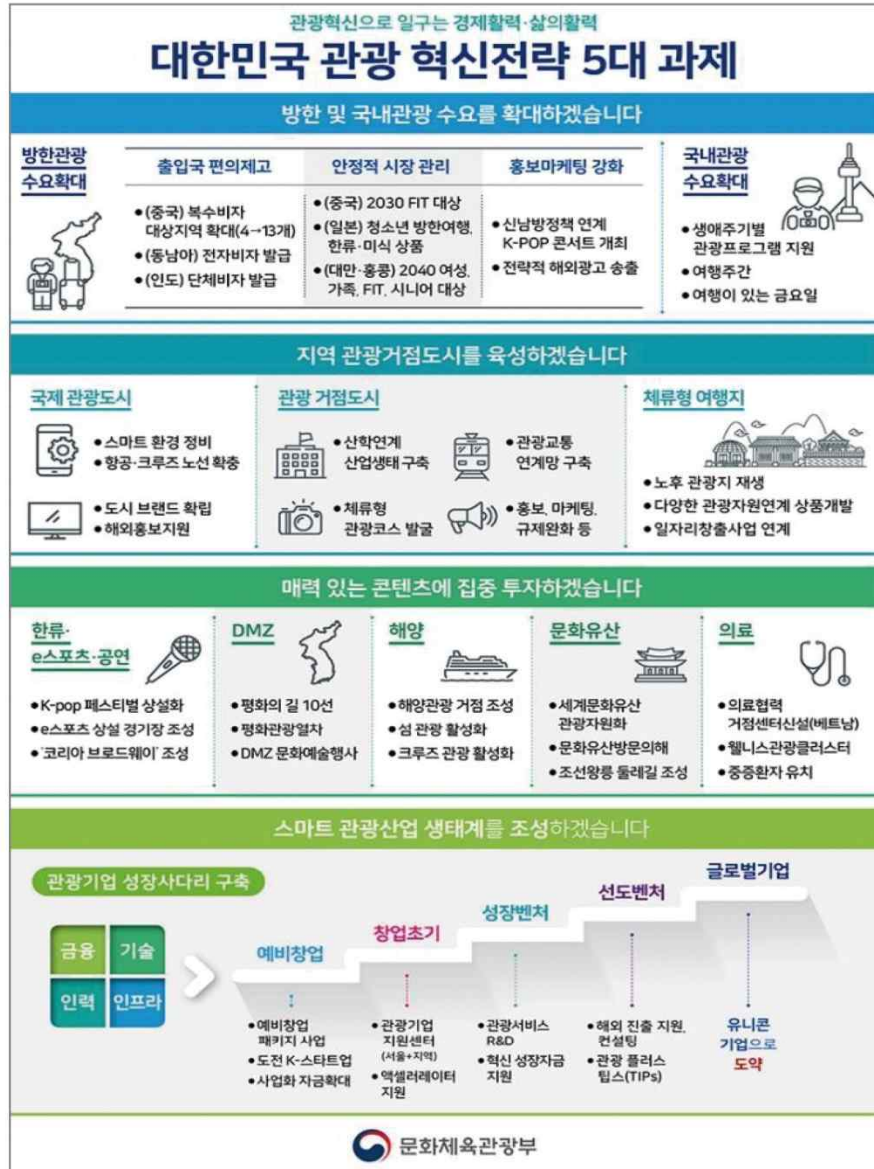 관광혁신으로 일구는 경제활력·삶의활력
대한민국 관광 혁신전략 5대 과제
방한 및 국내관광 수요를 확대하겠습니다
방한관광
수요확대
출입국 편의제고
•(중국) 복수비자
대상지역 확대(4→13개)
•(동남아) 전자비자 발급
•(인도) 단체비자 발급
안정적 시장 관리
•(중국) 2030 FIT 대상
•(일본) 청소년 방한여행,
한류·미식 상품
•(대만·홍콩) 2040 여성,
가족, FIT, 시니어 대상
홍보마케팅 강화
•신남방정책 연계
K-POP 콘서트 개최
•전략적 해외광고 송출
국내관광
수요확대
•생애주기별
관광프로그램 지원
•여행주간
•여행이 있는 금요일
지역 관광거점도시를 육성하겠습니다
국제 관광도시
•스마트 환경 정비
•항공·크루즈 노선 확충
•도시 브랜드 확립
•해외홍보지원
관광 거점도시
•산학연계
산업생태 구축
•관광교통
연계망 구축
•체류형
관광코스 발굴
•홍보, 마케팅,
규제완화 등
체류형 여행지
•노후 관광지 재생
•다양한 관광자원연계 상품개발
•일자리창출사업 연계
매력 있는 콘텐츠에 집중 투자하겠습니다
한류·
e스포츠·공연
•K-pop 페스티벌 상설화
•e스포츠 상설 경기장 조성
•'코리아 브로드웨이' 조성
DMZ
•평화의 길 10선
•평화관광열차
•DMZ 문화예술행사
해양
•해양관광 거점 조성
•섬 관광 활성화
•크루즈 관광 활성화
문화유산
•세계문화유산
관광자원화
•문화유산방문의해
•조선왕릉 둘레길 조성
의료
•의료협력
거점센터신설(베트남)
•웰니스관광클러스터
•중증환자 유치
스마트 관광산업 생태계를 조성하겠습니다
관광기업 성장사다리 구축
금융 기술
인력 인프라
예비창업
•예비창업
패키지 사업
•도전 K-스타트업
•사업화 자금확대
창업초기
•관광기업
지원센터
(서울+지역)
•액셀러레이터
지원
성장벤처
•관광서비스
R&D
•혁신 성장자금
지원
선도벤처
•해외 진출 지원,
컨설팅
•관광 플러스
팁스(TIPs)
글로벌기업
유니콘
기업으로
도약
문화체육관광부